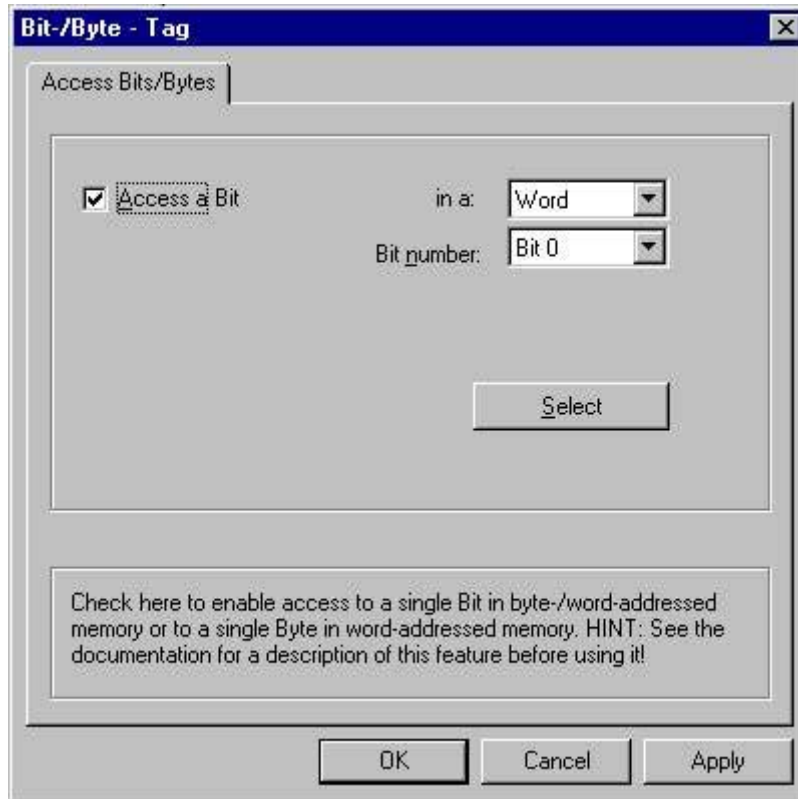 Bit-/Byte - Tag
Access Bits/Bytes
Access a Bit
in a:
Word
Bit number:
Bit 0
Select
Check here to enable access to a single Bit in byte-/word-addressed
memory or to a single Byte in word-addressed memory. HINT: See the
documentation for a description of this feature before using it!
OK
Cancel
Apply